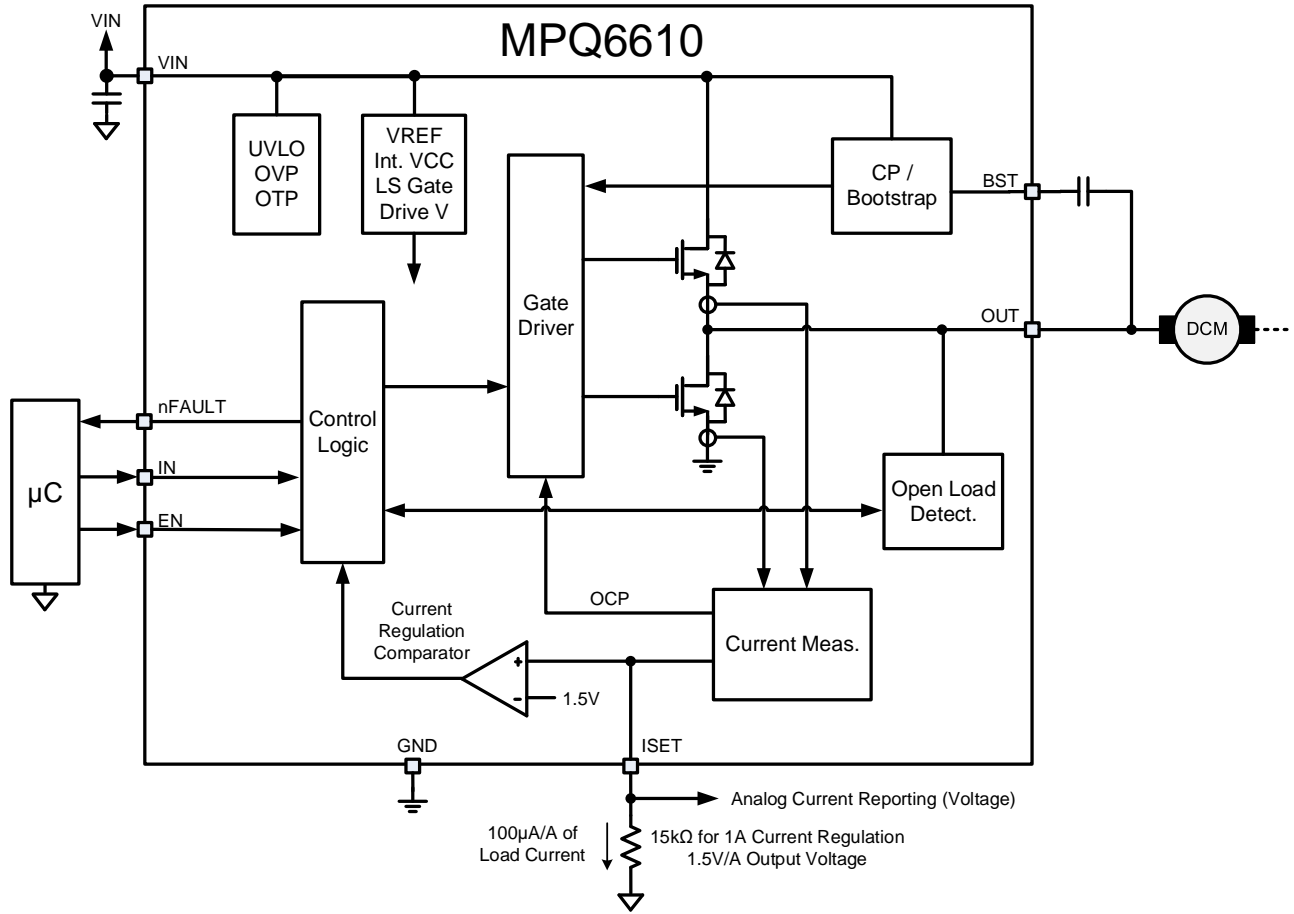 MPQ6610
VIN
VIN
UVLO
OVP
OTP
VREF
Int. VCC
LS Gate
Drive V
CP /
Bootstrap
BST
Gate
Driver
OUT
DCM
nFAULT
Control
Logic
IN
µC
EN
Open Load
Detect.
OCP
Current
Regulation
Comparator
+
-
1.5V
Current Meas.
GND
ISET
Analog Current Reporting (Voltage)
100µA/A of
Load Current
15kΩ for 1A Current Regulation
1.5V/A Output Voltage